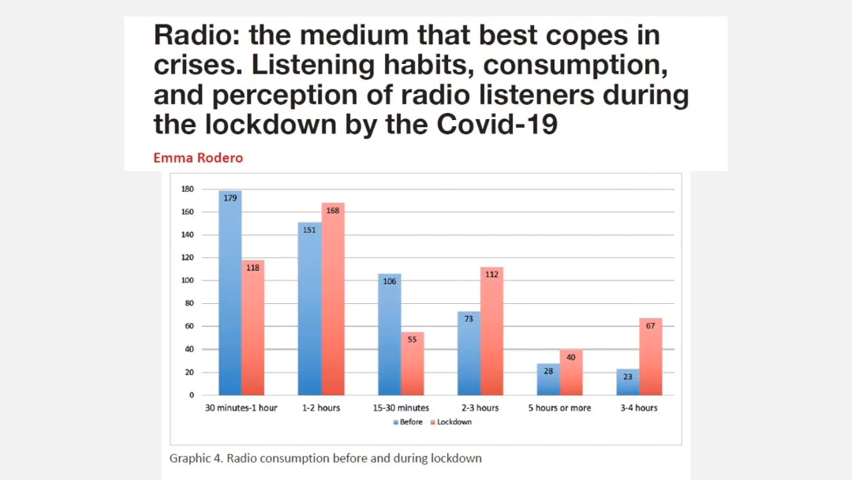 Radio: the medium that best copes in
crises. Listening habits, consumption,
and perception of radio listeners during
the lockdown by the Covid-19
Emma Rodero
180
160
140
120
100
80
60
40
20
0
179
118
151
168
106
55
73
112
28
40
23
67
30 minutes-1 hour
1-2 hours
15-30 minutes
2-3 hours
5 hours or more
3-4 hours
Before
Lockdown
Graphic 4. Radio consumption before and during lockdown